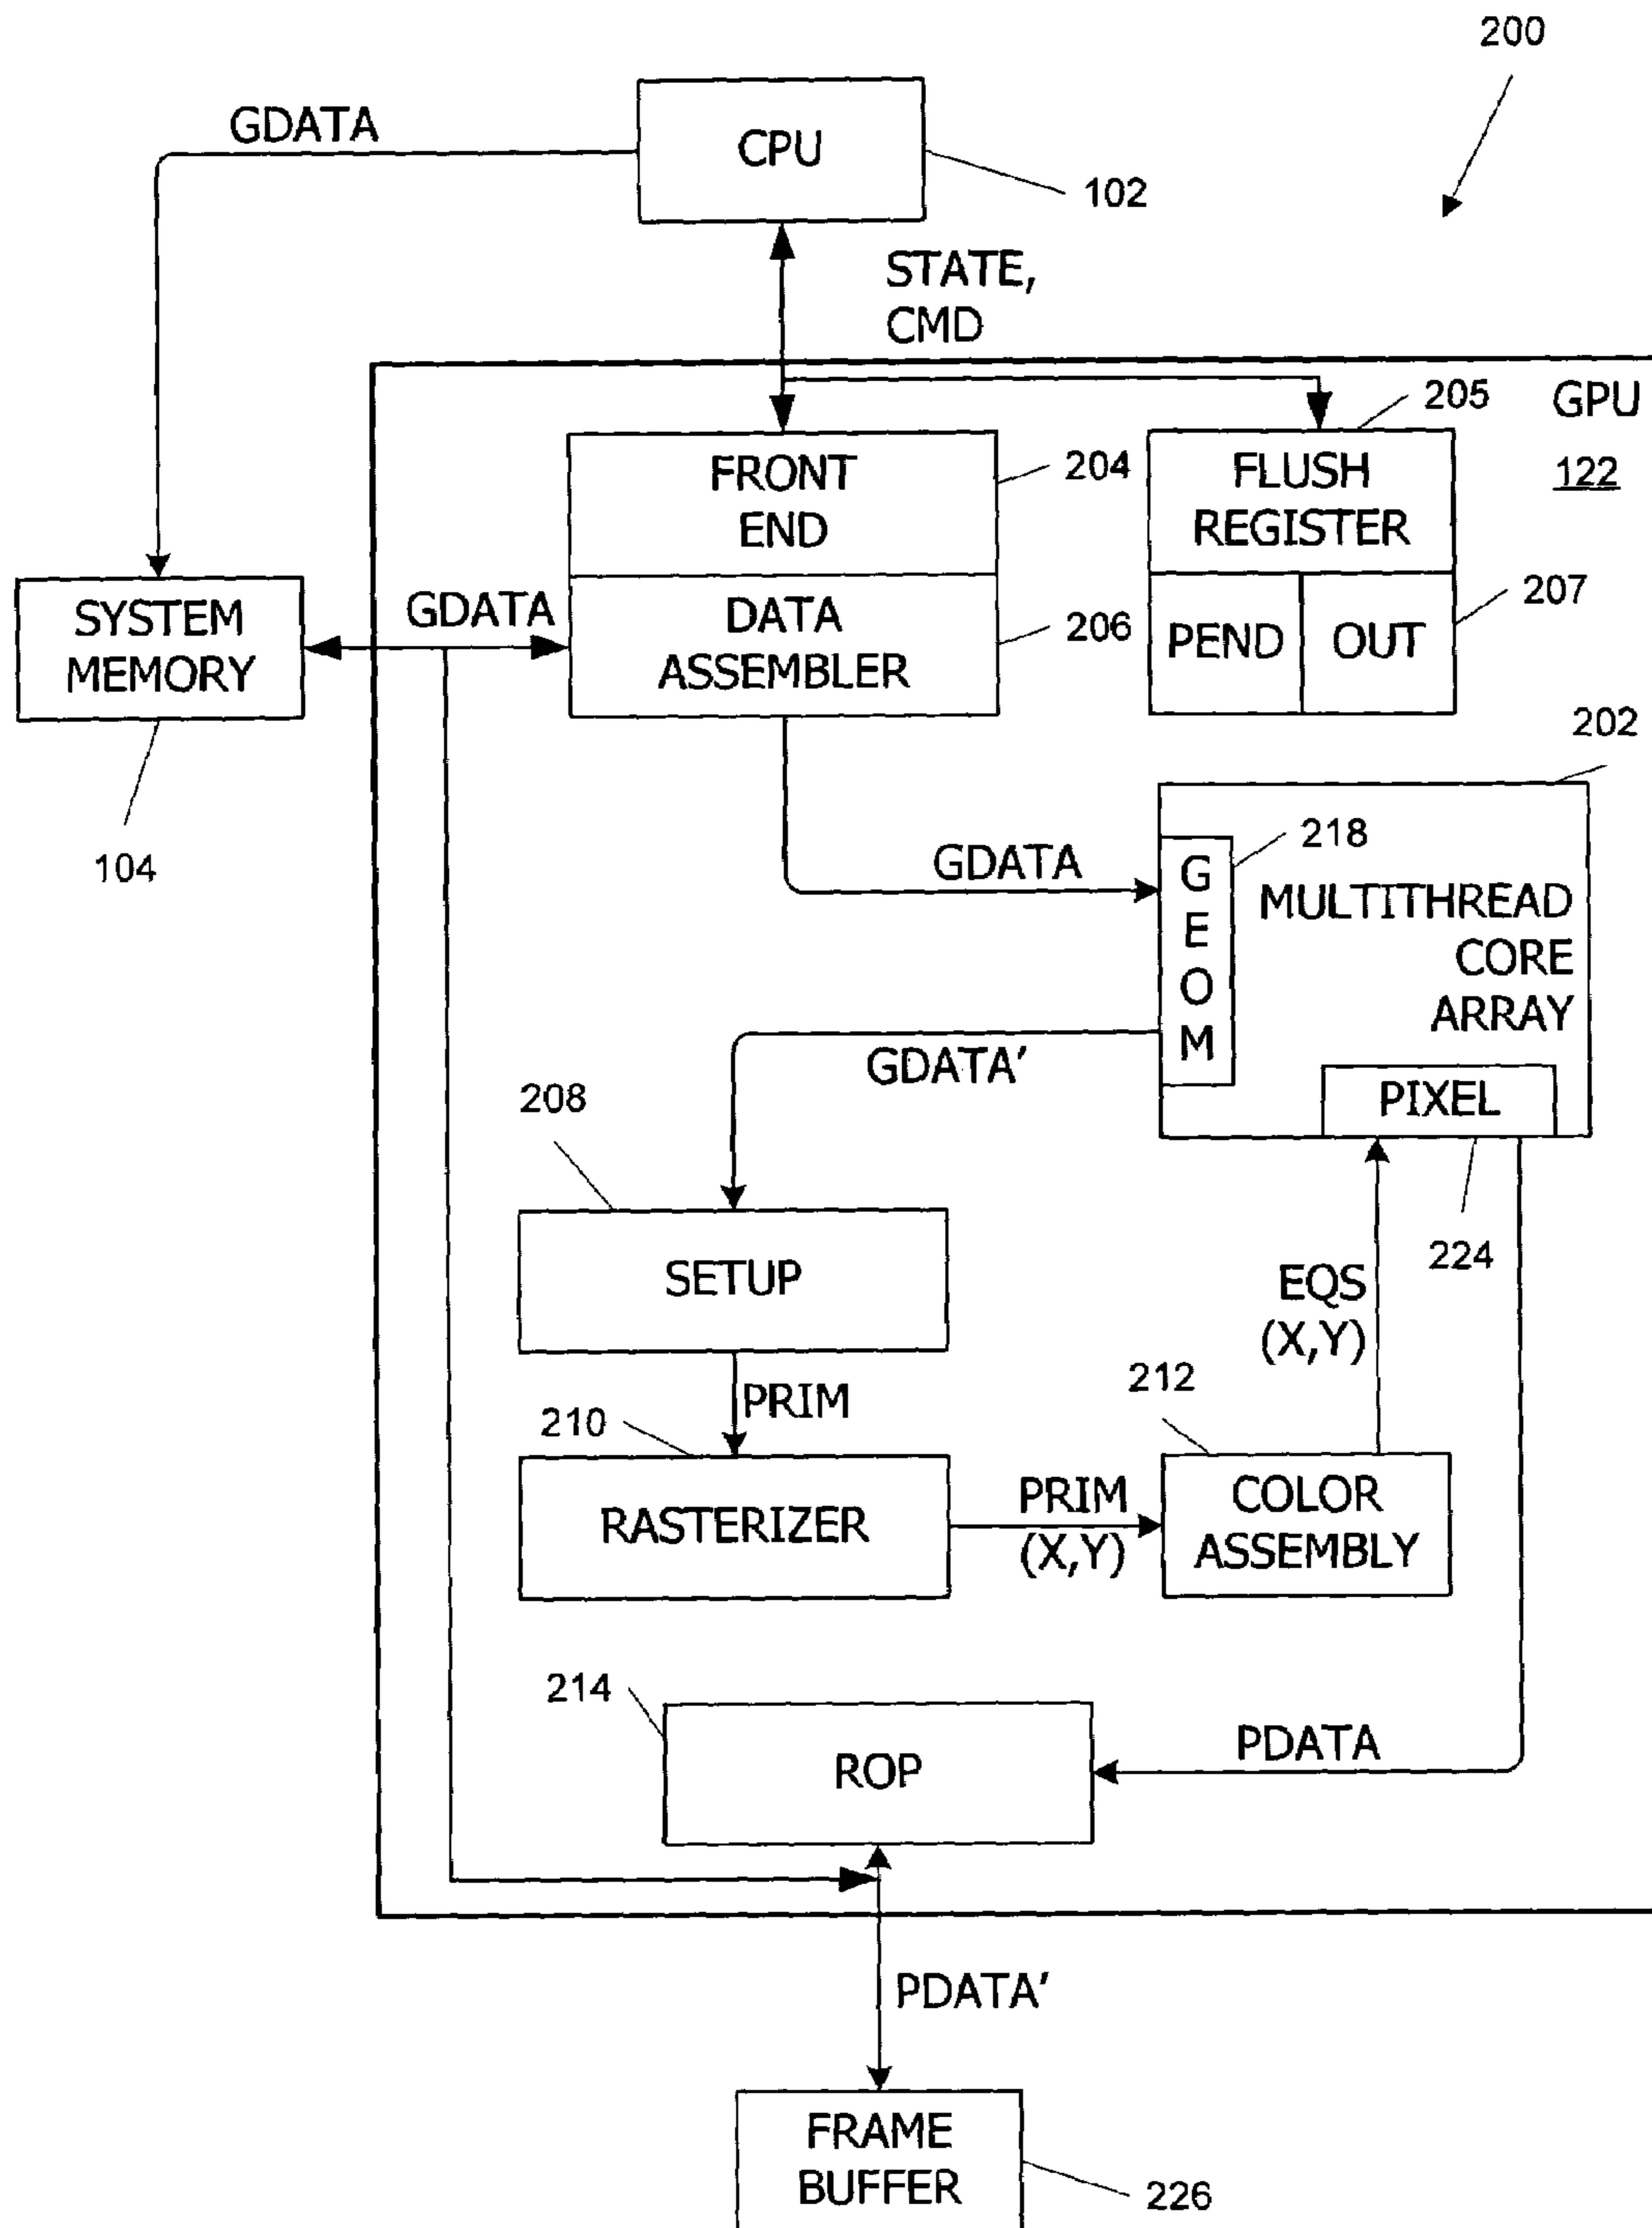 200
GDATA
CPU
102
STATE,
CMD
205
GPU
122
FRONT
END
204
FLUSH
REGISTER
SYSTEM
MEMORY
GDATA
DATA
ASSEMBLER
206
PEND
OUT
207
104
202
218
GDATA
G
E
O
M
MULTITHREAD
CORE
ARRAY
GDATA'
PIXEL
208
224
SETUP
EQS
(X,Y)
212
PRIM
210
RASTERIZER
PRIM
(X,Y)
COLOR
ASSEMBLY
214
ROP
PDATA
PDATA'
FRAME
BUFFER
226